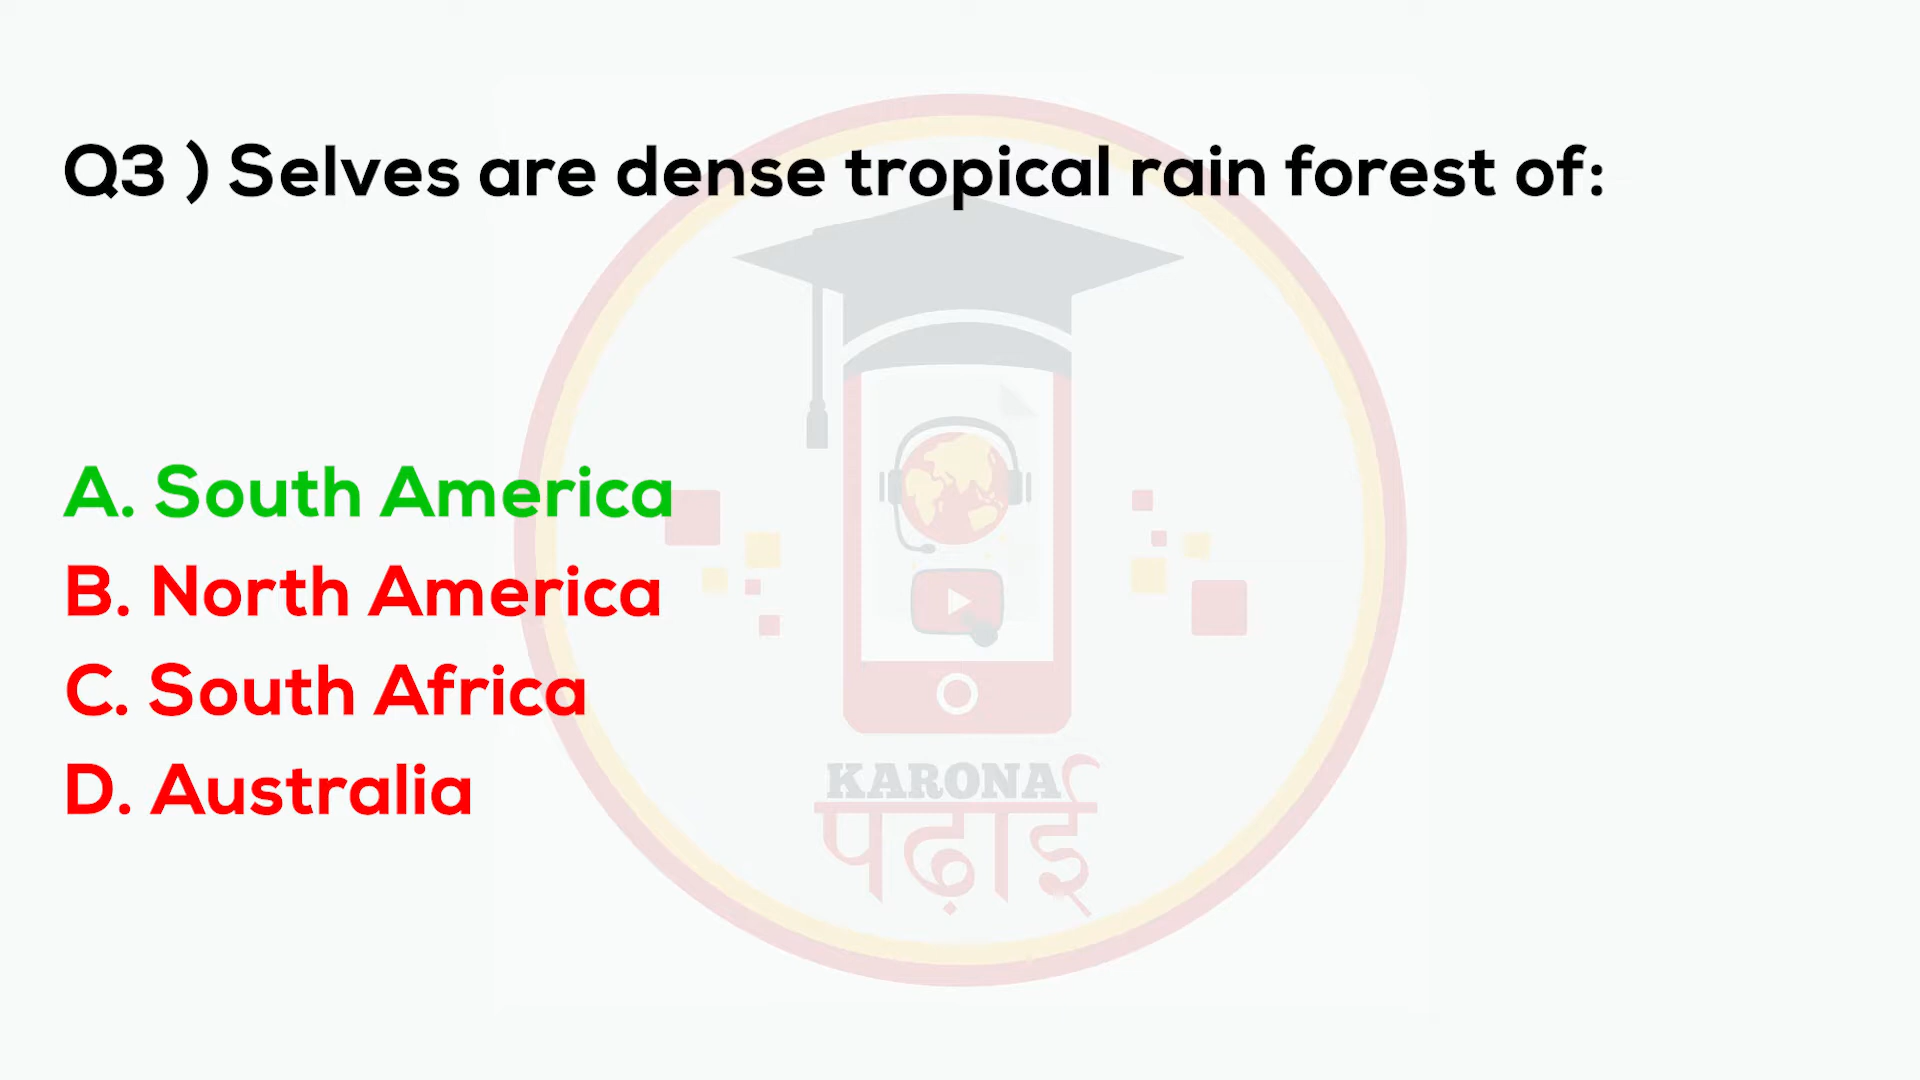 Q3 ) Selves are dense tropical rain forest of:
A. South America
B. North America
C. South Africa
D. Australia
KARONA
पढ़ाई